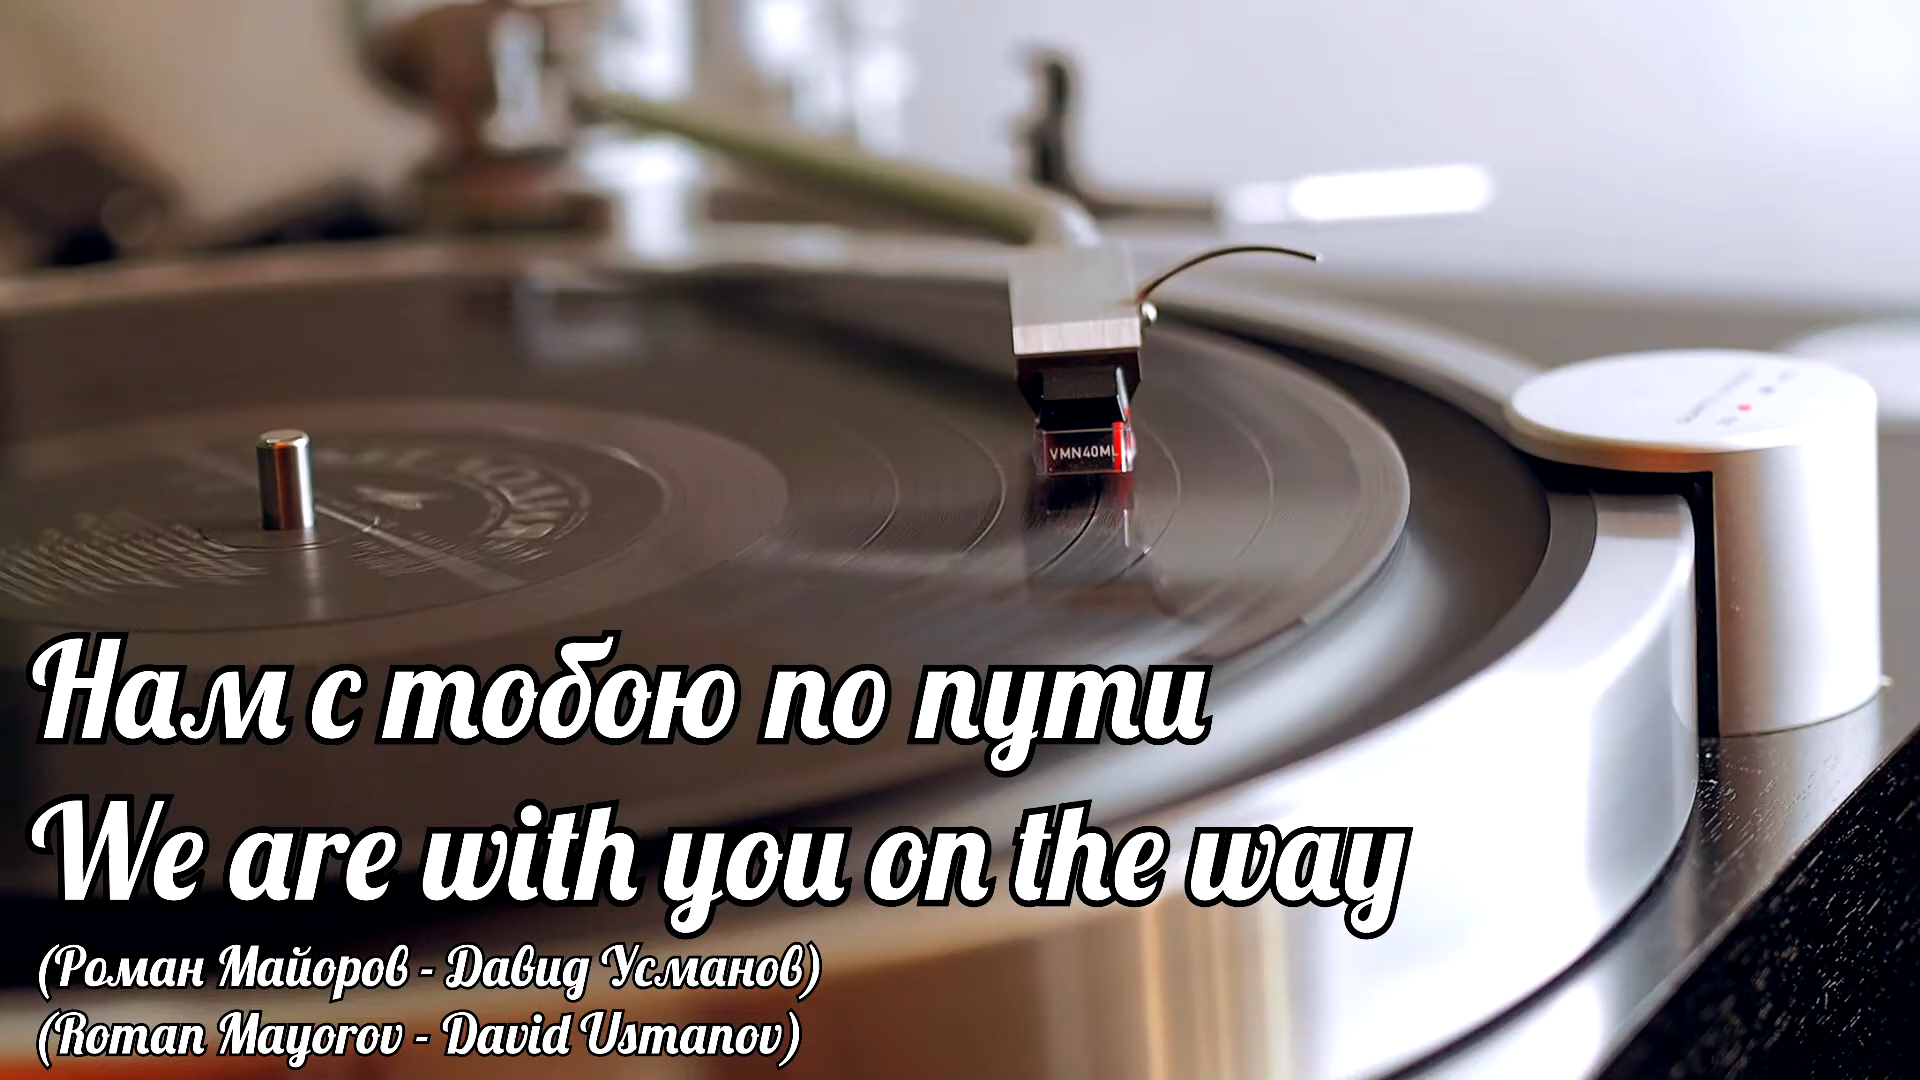 VMN40ML
Нам с тобою по пути
We are with you on the way
(Роман Майоров - Давид Усманов)
(Roman Mayorov - David Usmanov)